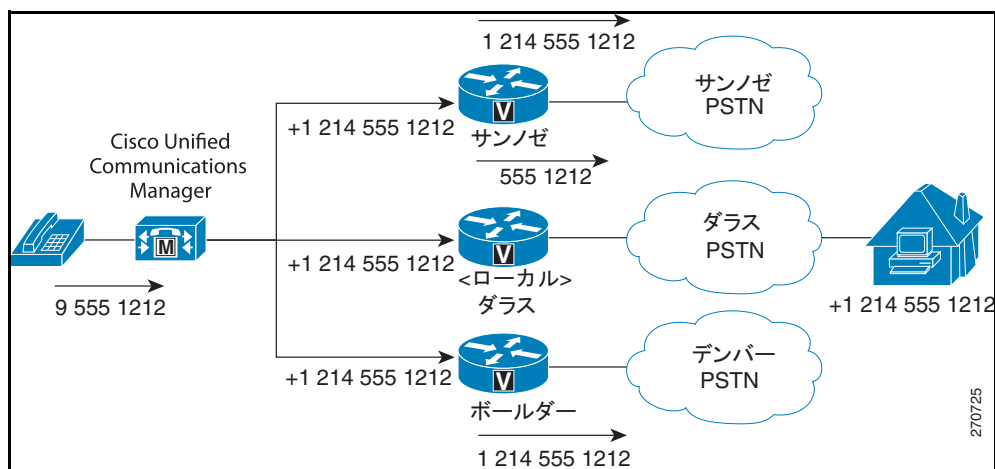 1 214 555 1212
サンノゼ
PSTN
+1 214 555 1212
V
サンノゼ
Cisco Unified
Communications
Manager
555 1212
M
9 555 1212
+1 214 555 1212
V
<ローカル>
ダラス
ダラス
PSTN
+1 214 555 1212
+1 214 555 1212
V
ボールダー
デンバー
PSTN
1 214 555 1212
270725